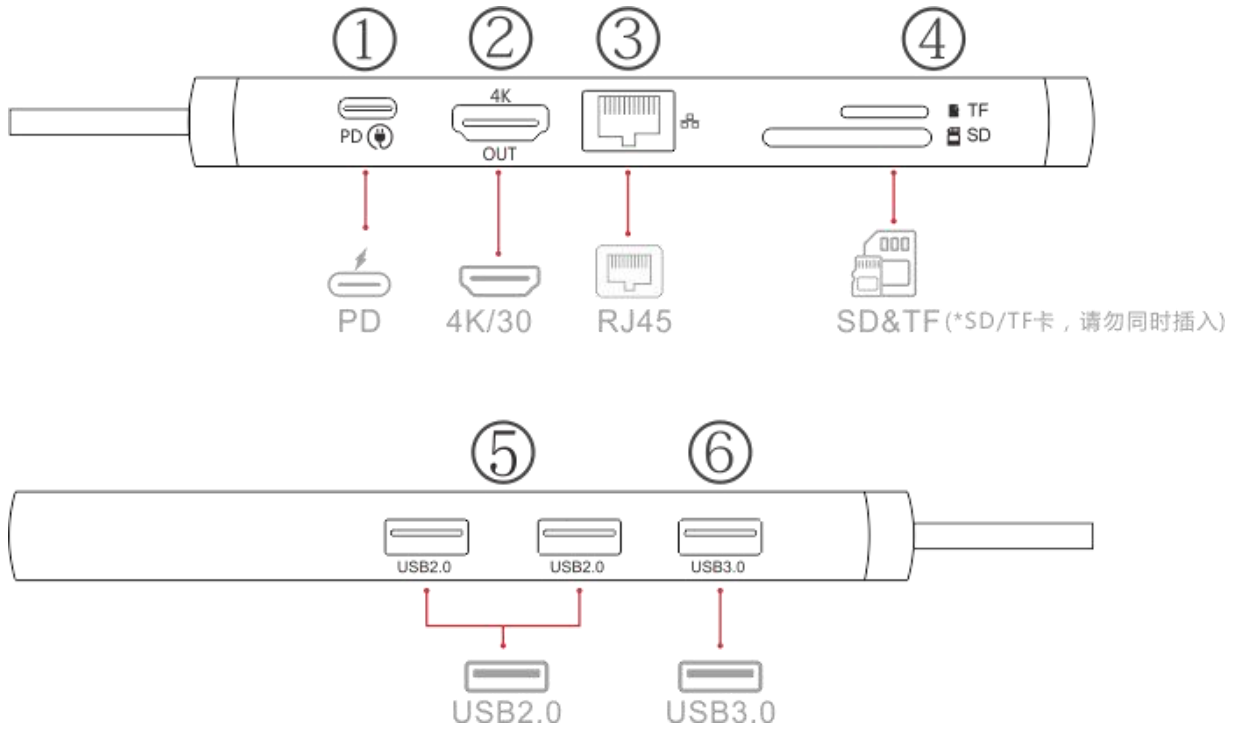 ① ② ③ ④
4K
TF
PD
SD
OUT
PD 4K/30 RJ45 SD&TF(*SD/TF卡，请勿同时插入)
⑤ ⑥
USB2.0 USB2.0 USB3.0
USB2.0 USB3.0